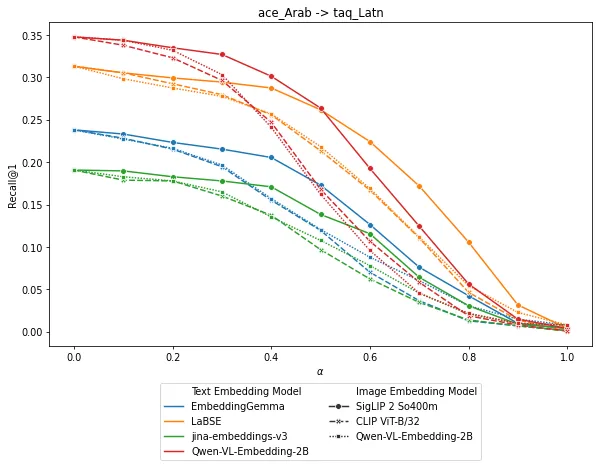 ace_Arab -> taq_Latn
Recall@1
0.35
0.30
0.25
0.20
0.15
0.10
0.05
0.00
0.0 0.2 0.4 0.6 0.8 1.0
α
Text Embedding Model Image Embedding Model
EmbeddingGemma SigLIP 2 So400m
LaBSE CLIP ViT-B/32
jina-embeddings-v3 Qwen-VL-Embedding-2B
Qwen-VL-Embedding-2B